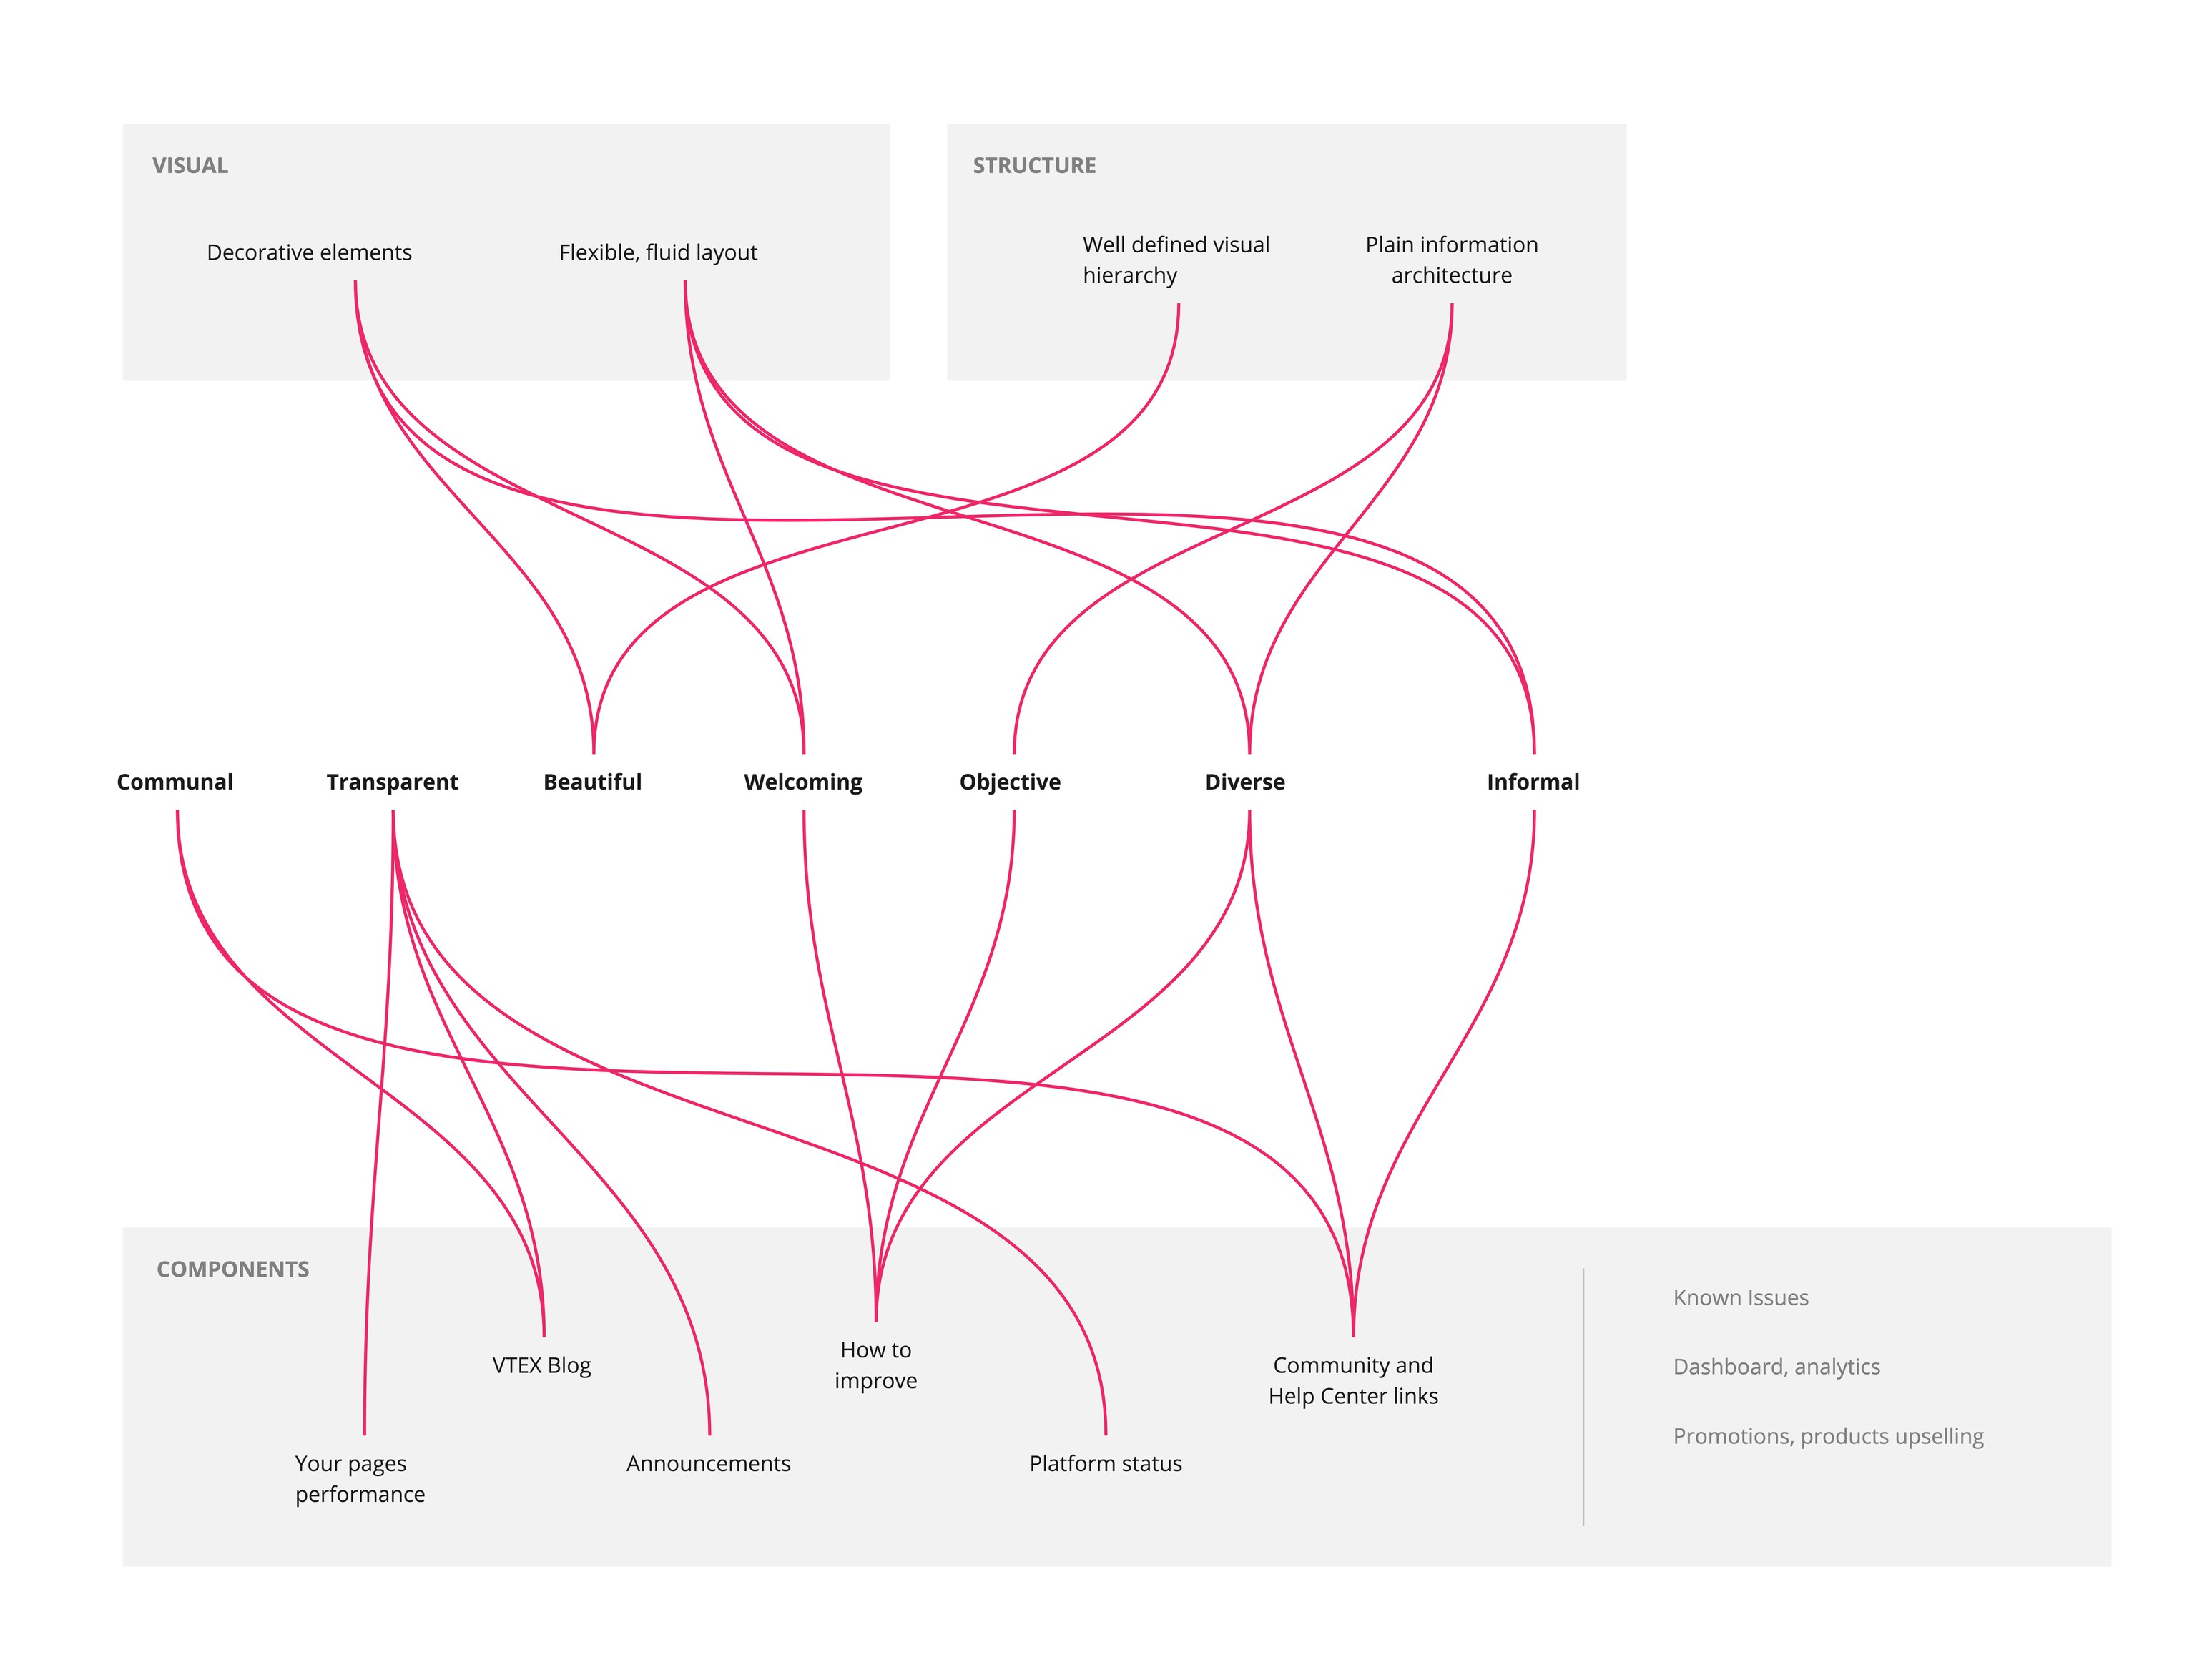 VISUAL
Decorative elements
Flexible, fluid layout
STRUCTURE
Well defined visual
hierarchy
Plain information
architecture
Communal
Transparent
Beautiful
Welcoming
Objective
Diverse
Informal
COMPONENTS
Your pages
performance
VTEX Blog
Announcements
How to
improve
Platform status
Community and
Help Center links
Known Issues
Dashboard, analytics
Promotions, products upselling